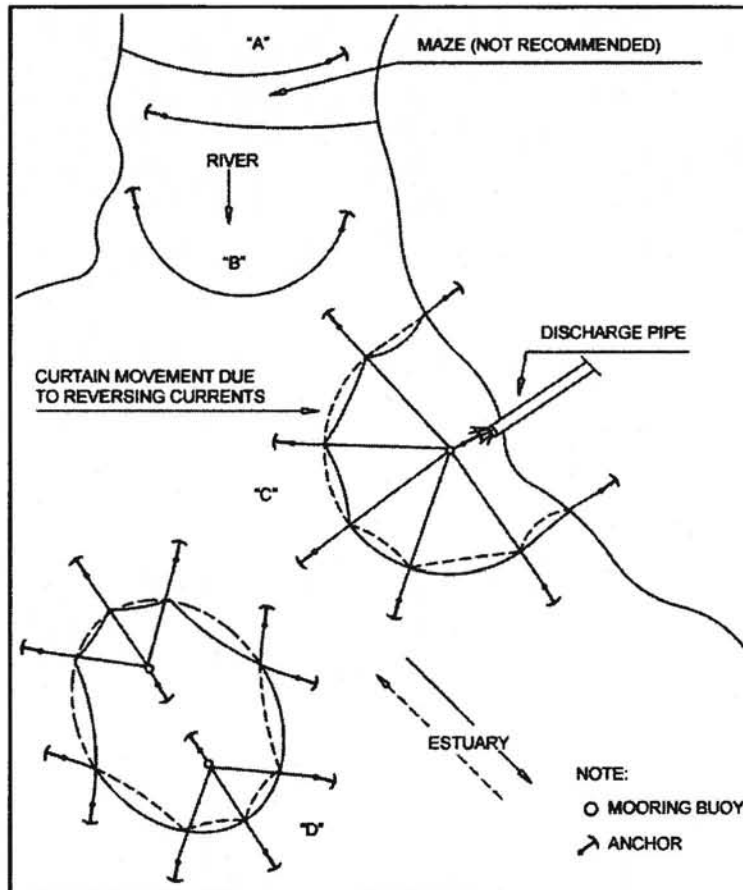 "A"
MAZE (NOT RECOMMENDED)
RIVER
"B"
DISCHARGE PIPE
CURTAIN MOVEMENT DUE
TO REVERSING CURRENTS
"C"
ESTUARY
"D"
NOTE:
MOORING BUOY
ANCHOR